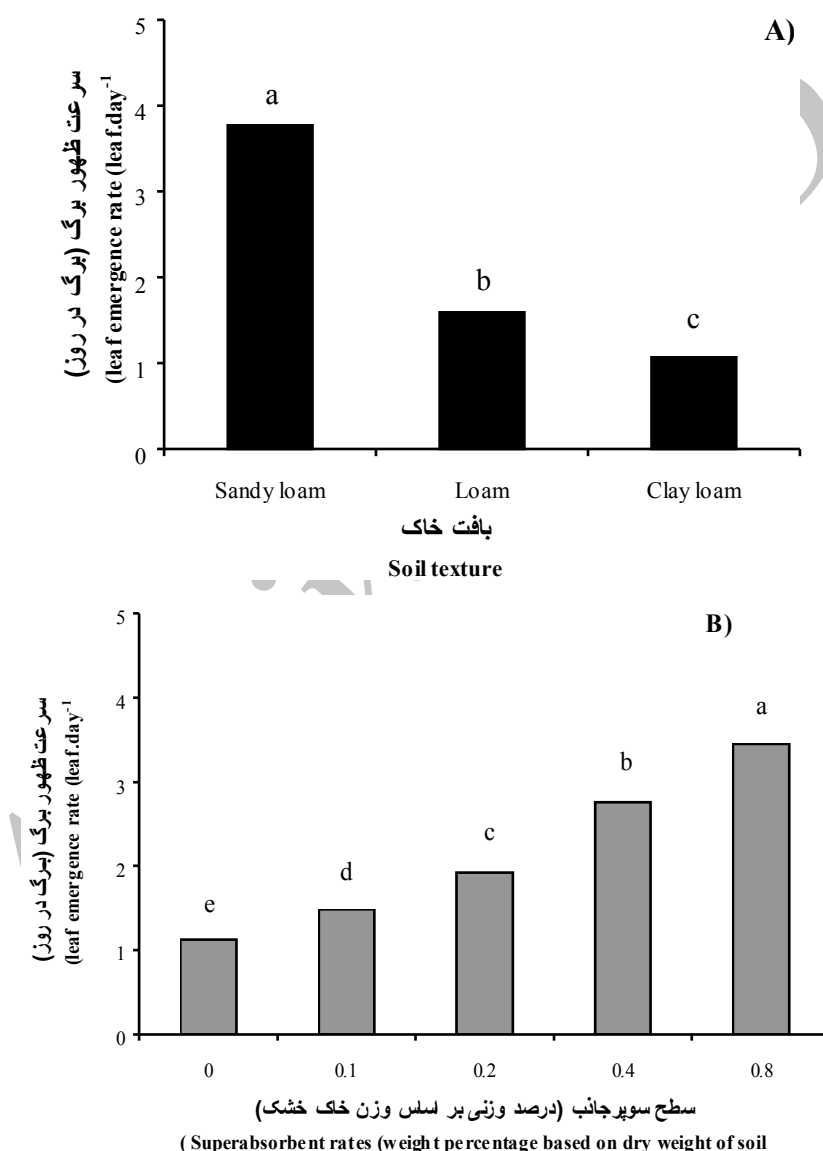 A)
سرعت ظهور برگ (برگ در روز)
(leaf emergence rate (leaf.day-1
5
4
3
2
1
0
a
b
c
Sandy loam Loam Clay loam
بافت خاک
Soil texture
B)
سرعت ظهور برگ (برگ در روز)
(leaf emergence rate (leaf.day-1
5
4
3
2
1
0
e
d
c
b
a
0 0.1 0.2 0.4 0.8
سطح سوپرجاذب (درصد وزنی بر اساس وزن خاک خشک)
( Superabsorbent rates (weight percentage based on dry weight of soil